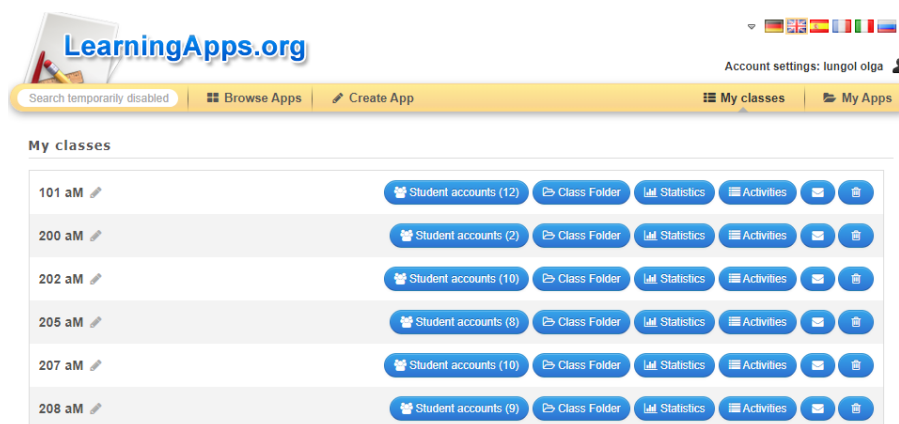 LearningApps.org
Account settings: lungol olga
Search temporarily disabled Browse Apps Create App My classes My Apps
My classes
101 aM Student accounts (12) Class Folder Statistics Activities
200 aM Student accounts (2) Class Folder Statistics Activities
202 aM Student accounts (10) Class Folder Statistics Activities
205 aM Student accounts (8) Class Folder Statistics Activities
207 aM Student accounts (10) Class Folder Statistics Activities
208 aM Student accounts (9) Class Folder Statistics Activities